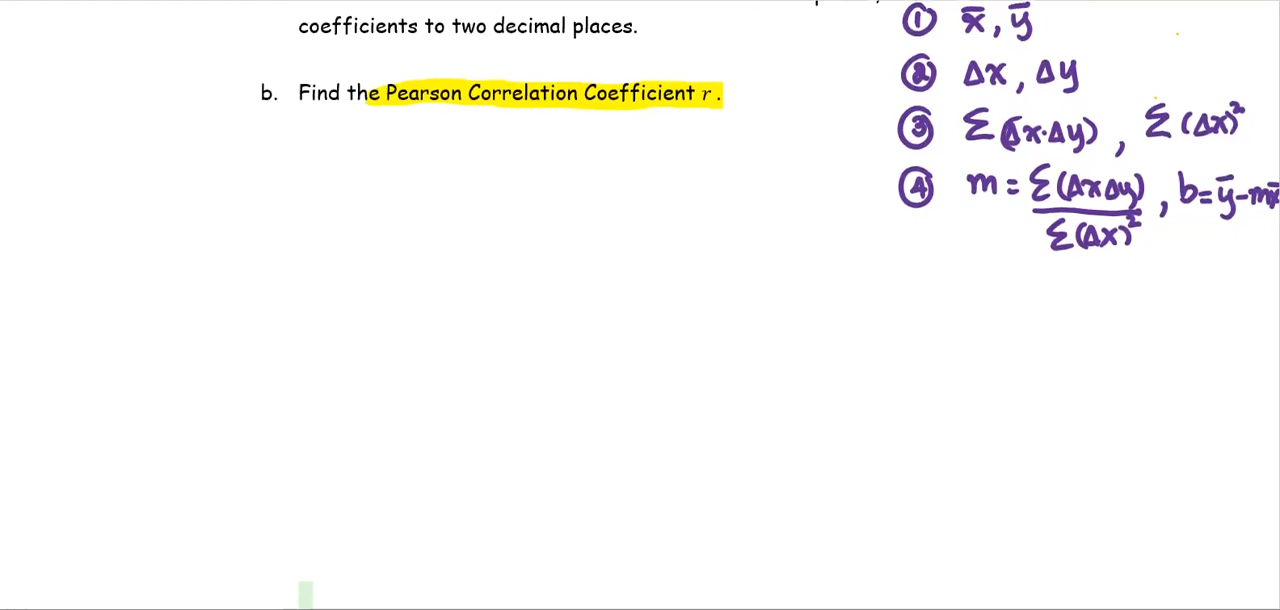 coefficients to two decimal places.
b. Find the Pearson Correlation Coefficient r.
① x̅, y̅
② Δx, Δy
③ Σ(Δx·Δy), Σ(Δx)²
④ m = Σ(ΔxΔy) / Σ(Δx)², b = y̅ - mx̅